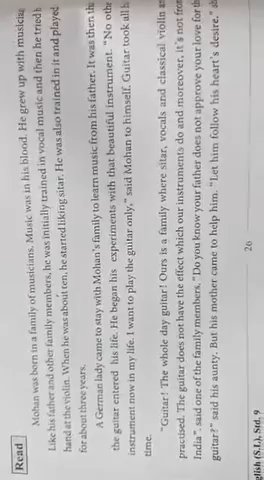 Read
Mohan was born in a family of musicians. Music was in his blood. He grew up with
Like his father and other family members, he was initially trained in vocal music and then he tried
hand at the violin. When he was about ten, he started liking sitar. He was also trained in it and played
for about three years.
A German lady came to stay with Mohan's family to learn music from his father. It was then
the guitar entered his life. He began his experiments with that beautiful instrument. "No
instrument now in my life. I want to play the guitar only," said Mohan to himself. Guitar took all
time.
"Guitar! The whole day guitar! Ours is a family where sitar, vocals and classical violin
practised. The guitar does not have the effect which our instruments do and moreover, it's not
India" - said one of the family members. "Do you know your father does not approve your love for
guitar?" said his aunty. But his mother came to help him. "Let him follow his heart's desire,"
26
(S.L.), Std. 9